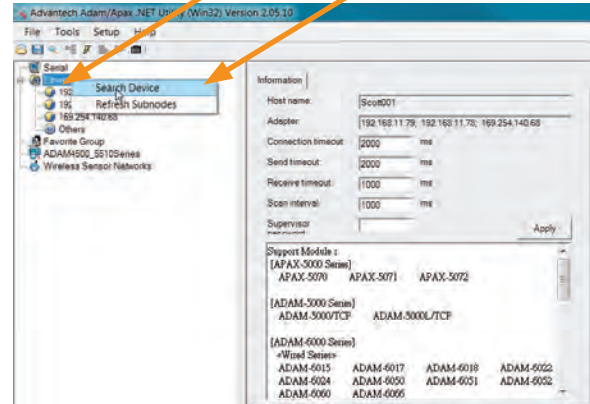 Advantech Adam/Apax .NET Utility (Win32) Version 2.05.10
File Tools Setup Help
Serial
Search Device
Refresh Subnodes
169.254.140.68
Others
Favorite Group
ADAM4500_5510Series
Wireless Sensor Networks
Information
Host name: Scott001
Adapter: 192.168.11.79; 192.168.11.78; 169.254.140.68
Connection timeout: 2000 ms
Send timeout: 2000 ms
Receive timeout: 1000 ms
Scan interval: 1000 ms
Supervisor
Apply
Support Module :
[APAX-5000 Series]
APAX-5070 APAX-5071 APAX-5072
[ADAM-5000 Series]
ADAM-5000/TCP ADAM-5000L/TCP
[ADAM-6000 Series]
<Wired Series>
ADAM-6015 ADAM-6017 ADAM-6018 ADAM-6022
ADAM-6024 ADAM-6050 ADAM-6051 ADAM-6052
ADAM-6060 ADAM-6066